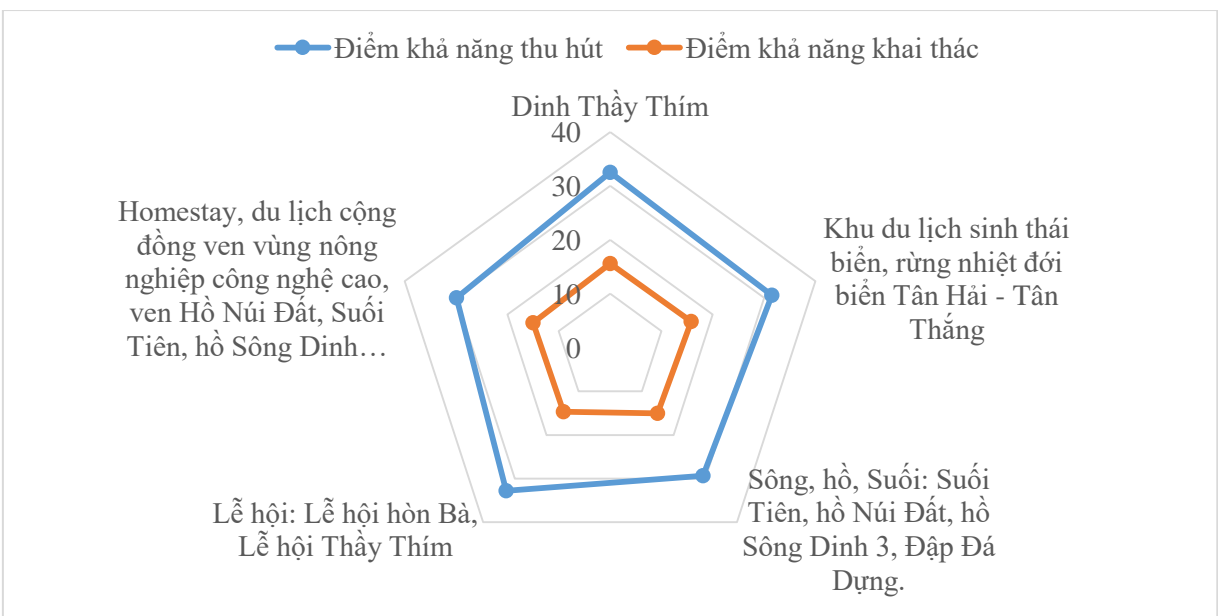 Điểm khả năng thu hút
Điểm khả năng khai thác
Dinh Thầy Thím
40
30
20
10
0
Khu du lịch sinh thái
biển, rừng nhiệt đới
biển Tân Hải - Tân
Thắng
Sông, hồ, Suối: Suối
Tiên, hồ Núi Đất, hồ
Sông Dinh 3, Đập Đá
Dựng.
Lễ hội: Lễ hội hòn Bà,
Lễ hội Thầy Thím
Homestay, du lịch cộng
đồng ven vùng nông
nghiệp công nghệ cao,
ven Hồ Núi Đất, Suối
Tiên, hồ Sông Dinh…